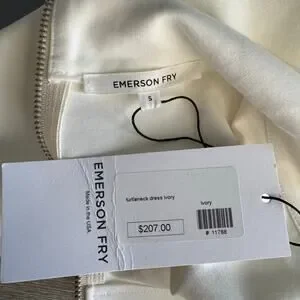 EMERSON FRY
S
EMERSON FRY
Made in the USA
turtleneck dress ivory
ivory
$207.00
# 11788